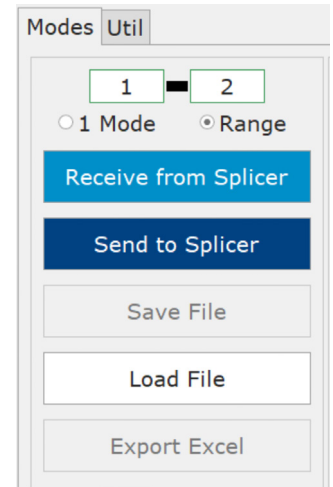 Modes Util
1 2
1 Mode Range
Receive from Splicer
Send to Splicer
Save File
Load File
Export Excel